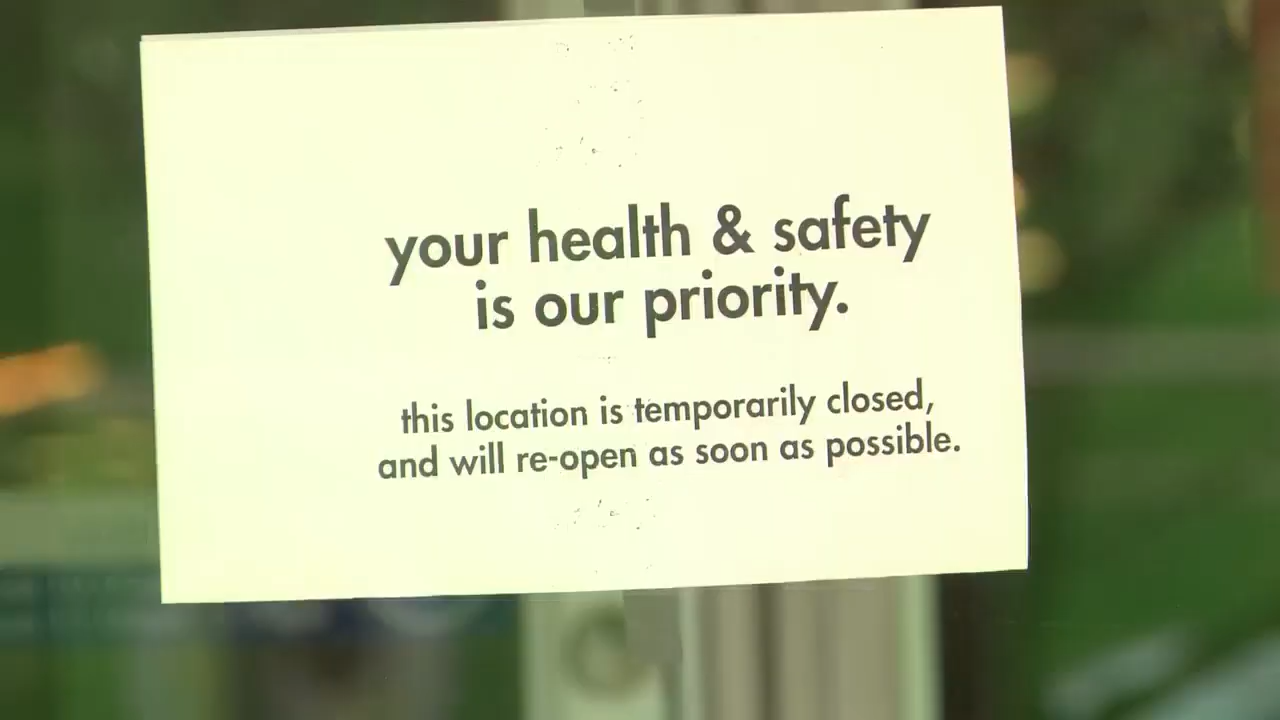 your health & safety
is our priority.
this location is temporarily closed,
and will re-open as soon as possible.